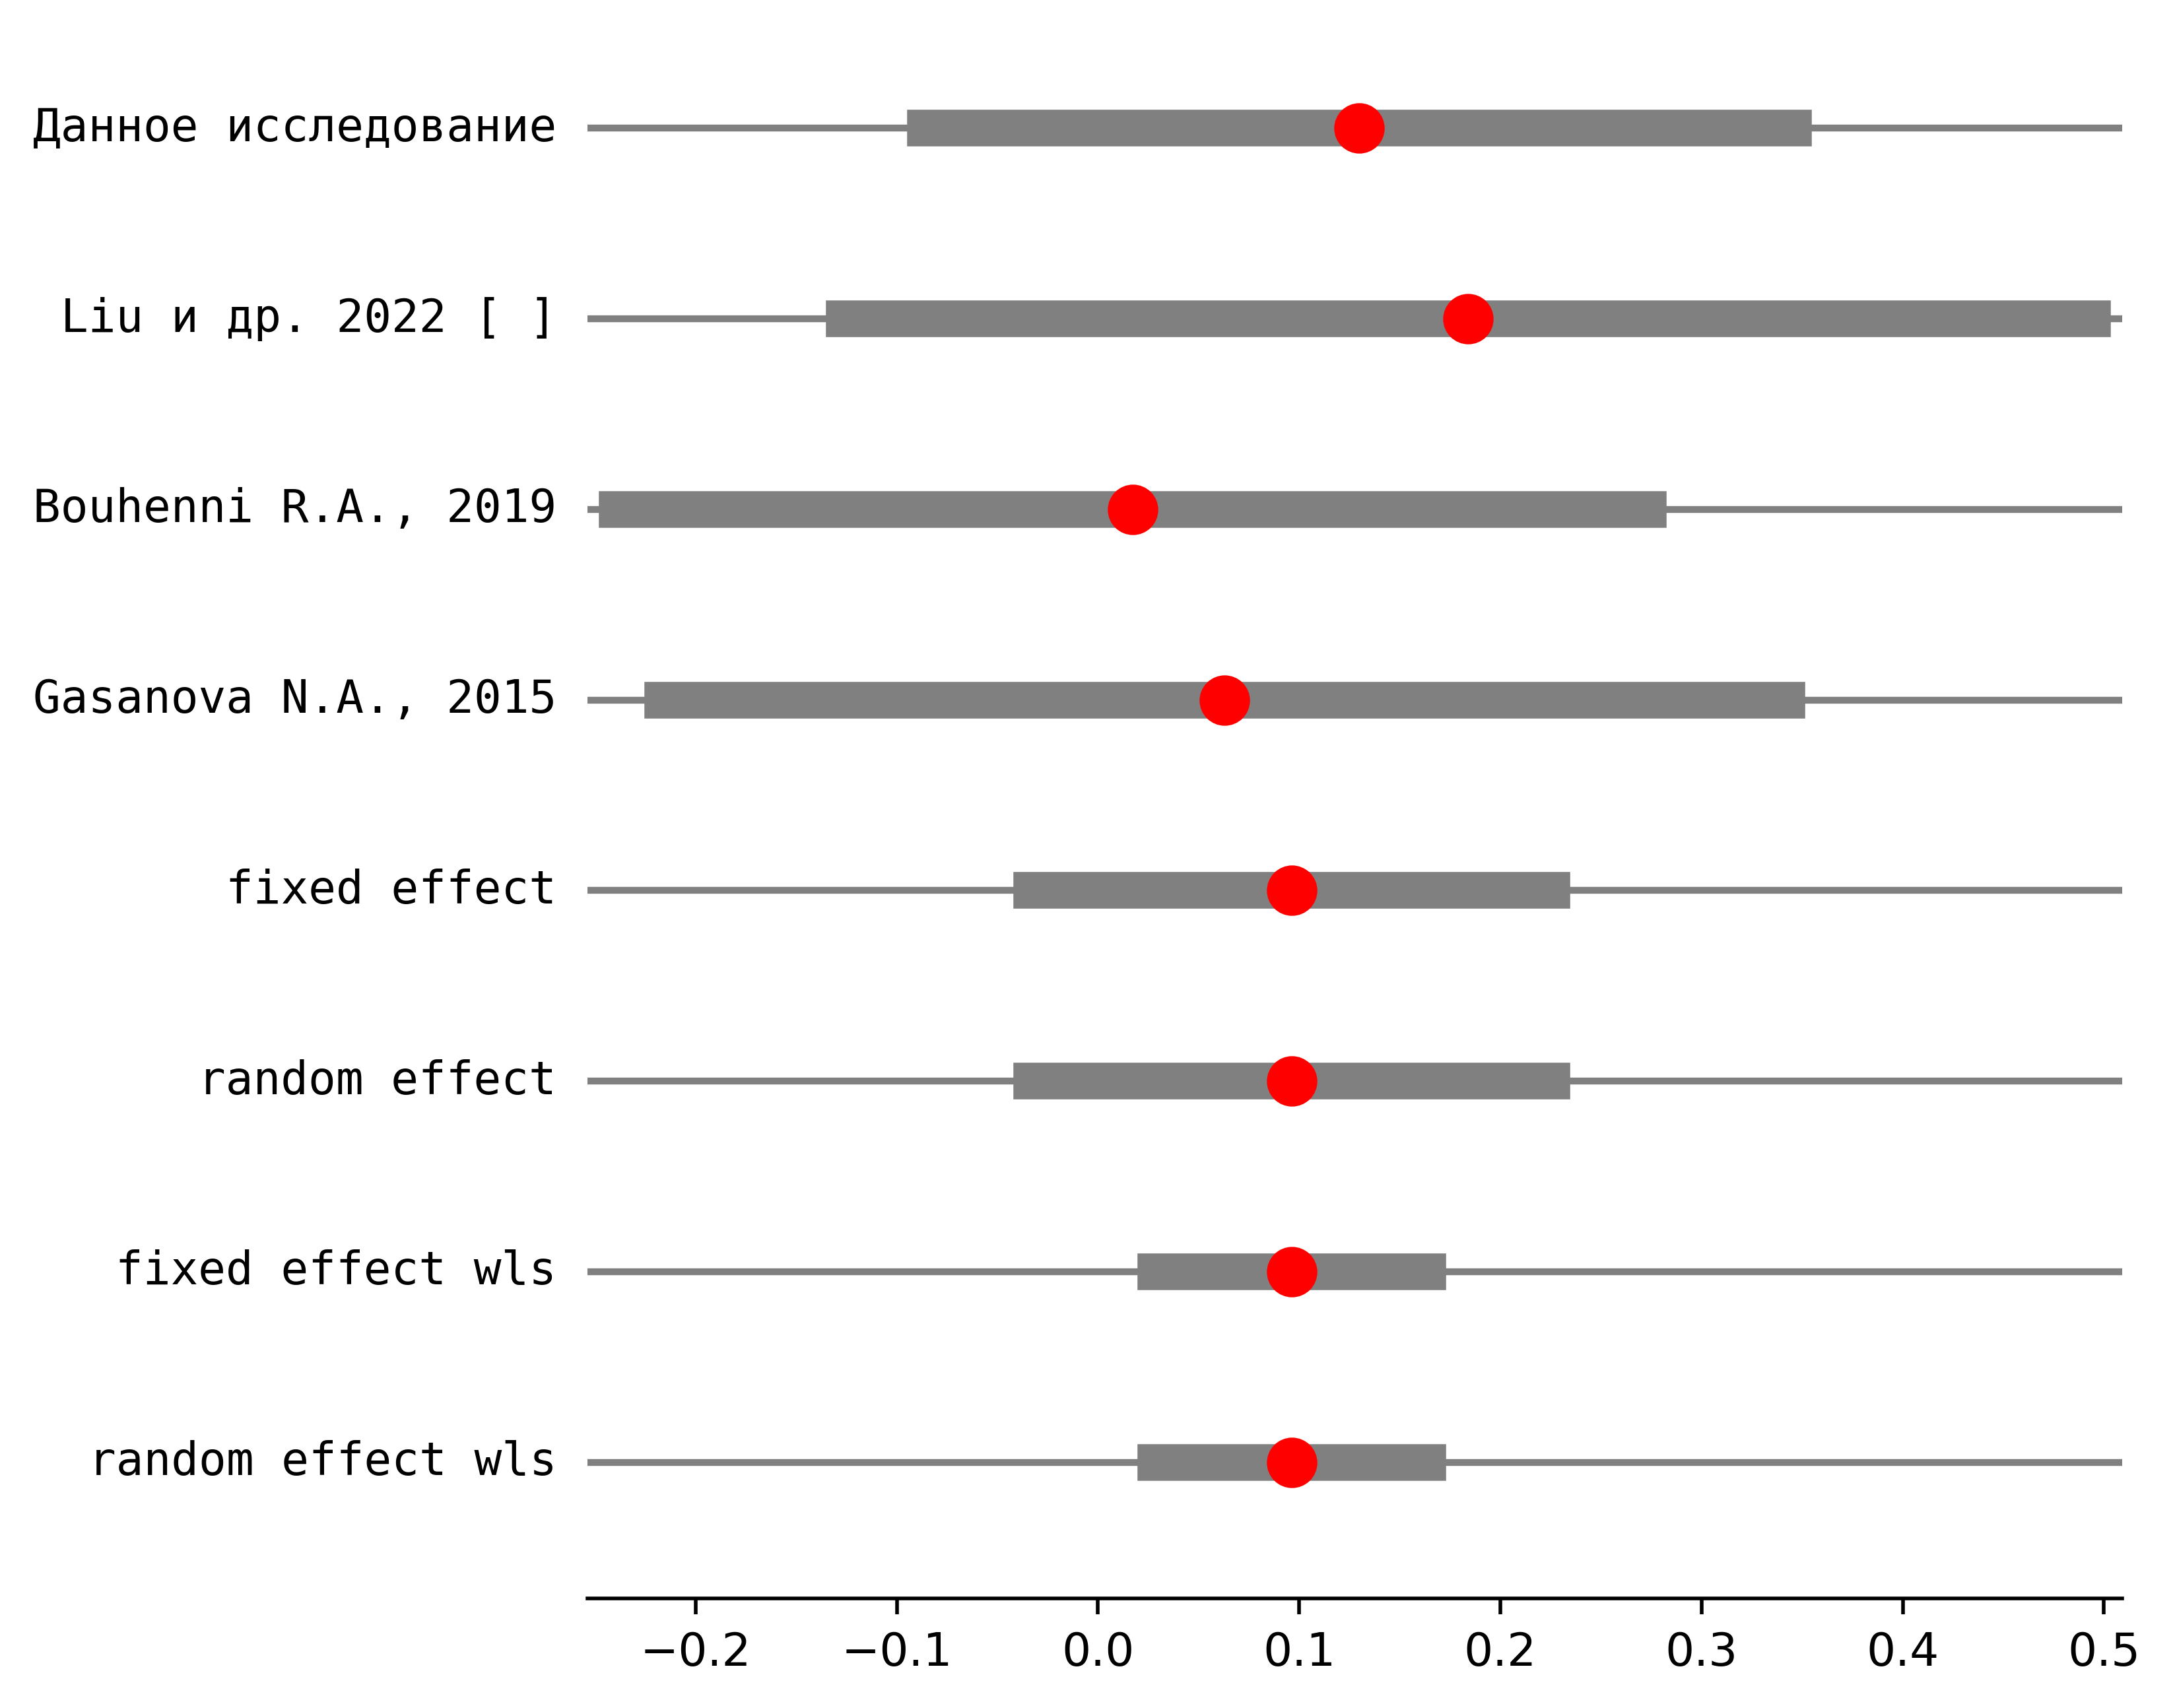 Данное исследование
Liu и др. 2022 [ ]
Bouhenni R.A., 2019
Gasanova N.A., 2015
fixed effect
random effect
fixed effect wls
random effect wls
−0.2 −0.1 0.0 0.1 0.2 0.3 0.4 0.5